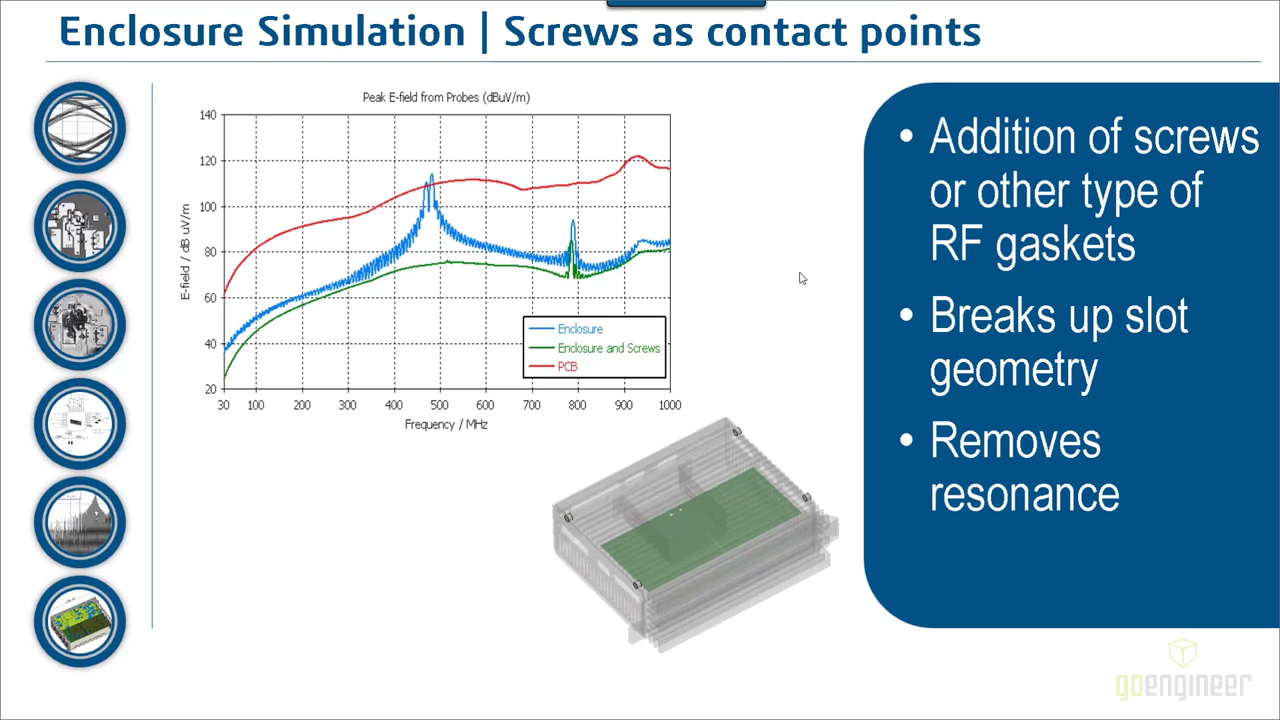 Enclosure Simulation | Screws as contact points
Peak E-field from Probes (dBuV/m)
140
120
100
80
60
40
20
E-field / dB uV/m
30 100 200 300 400 500 600 700 800 900 1000
Frequency / MHz
Enclosure
Enclosure and Screws
PCB
• Addition of screws
or other type of
RF gaskets
• Breaks up slot
geometry
• Removes
resonance
goengineer